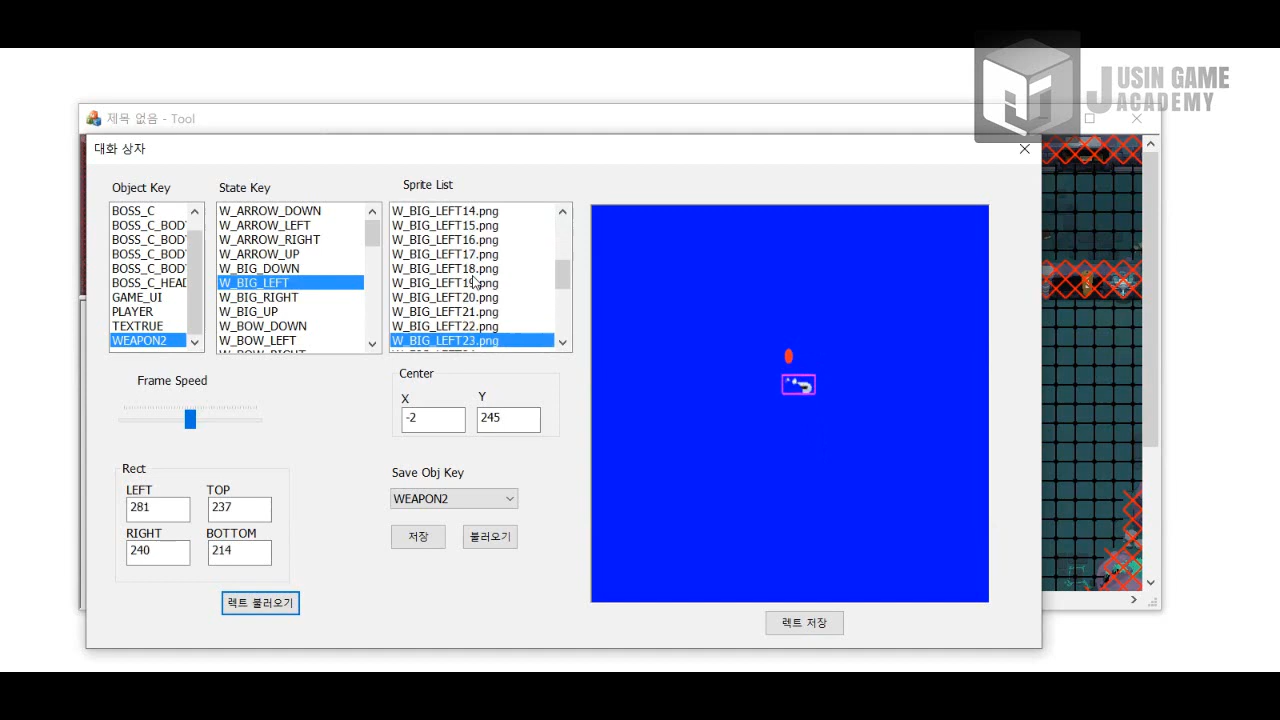 JUSIN GAME
ACADEMY
제목 없음 - Tool
대화 상자
Object Key
State Key
Sprite List
BOSS_C
BOSS_C_BOD
BOSS_C_BOD
BOSS_C_BOD
BOSS_C_BOD
BOSS_C_HEAD
GAME_UI
PLAYER
TEXTRUE
WEAPON2
W_ARROW_DOWN
W_ARROW_LEFT
W_ARROW_RIGHT
W_ARROW_UP
W_BIG_DOWN
W_BIG_LEFT
W_BIG_RIGHT
W_BIG_UP
W_BOW_DOWN
W_BOW_LEFT
W_BOW_RIGHT
W_BIG_LEFT14.png
W_BIG_LEFT15.png
W_BIG_LEFT16.png
W_BIG_LEFT17.png
W_BIG_LEFT18.png
W_BIG_LEFT19.png
W_BIG_LEFT20.png
W_BIG_LEFT21.png
W_BIG_LEFT22.png
W_BIG_LEFT23.png
Frame Speed
Center
X
Y
-2
245
Rect
LEFT
TOP
281
237
RIGHT
BOTTOM
240
214
Save Obj Key
WEAPON2
저장
불러오기
렉트 불러오기
렉트 저장